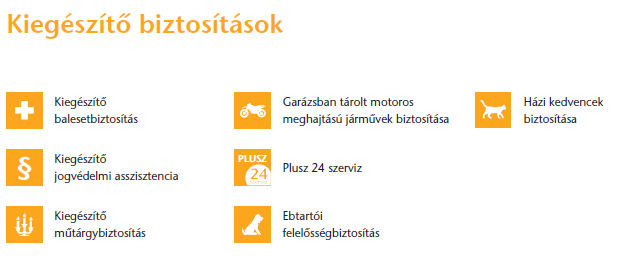 Kiegészítő biztosítások
Kiegészítő
balesetbiztosítás
Kiegészítő
jogvédelmi asszisztencia
Kiegészítő
műtárgybiztosítás
Garázsban tárolt motoros
meghajtású járművek biztosítása
PLUSZ
24
Plusz 24 szerviz
Ebtartói
felelősségbiztosítás
Házi kedvencek
biztosítása
§